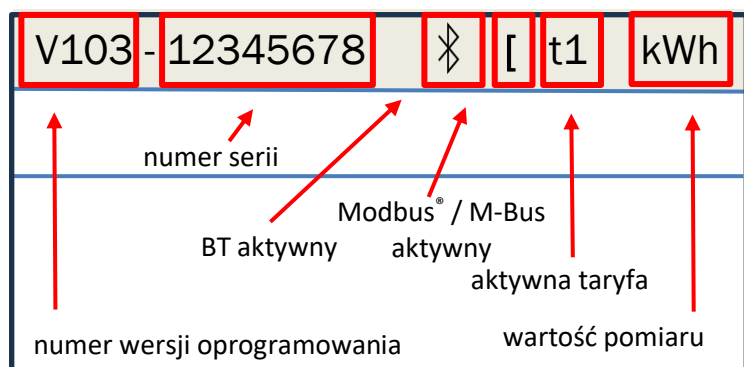 V103 - 12345678 [ t1 kWh
numer serii
Modbus® / M-Bus
BT aktywny aktywny
aktywna taryfa
numer wersji oprogramowania wartość pomiaru